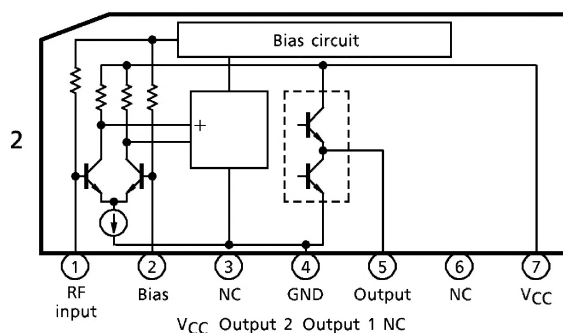 Bias circuit
2
+
1 2 3 4 5 6 7
RF input Bias NC GND Output NC VCC
VCC Output 2 Output 1 NC